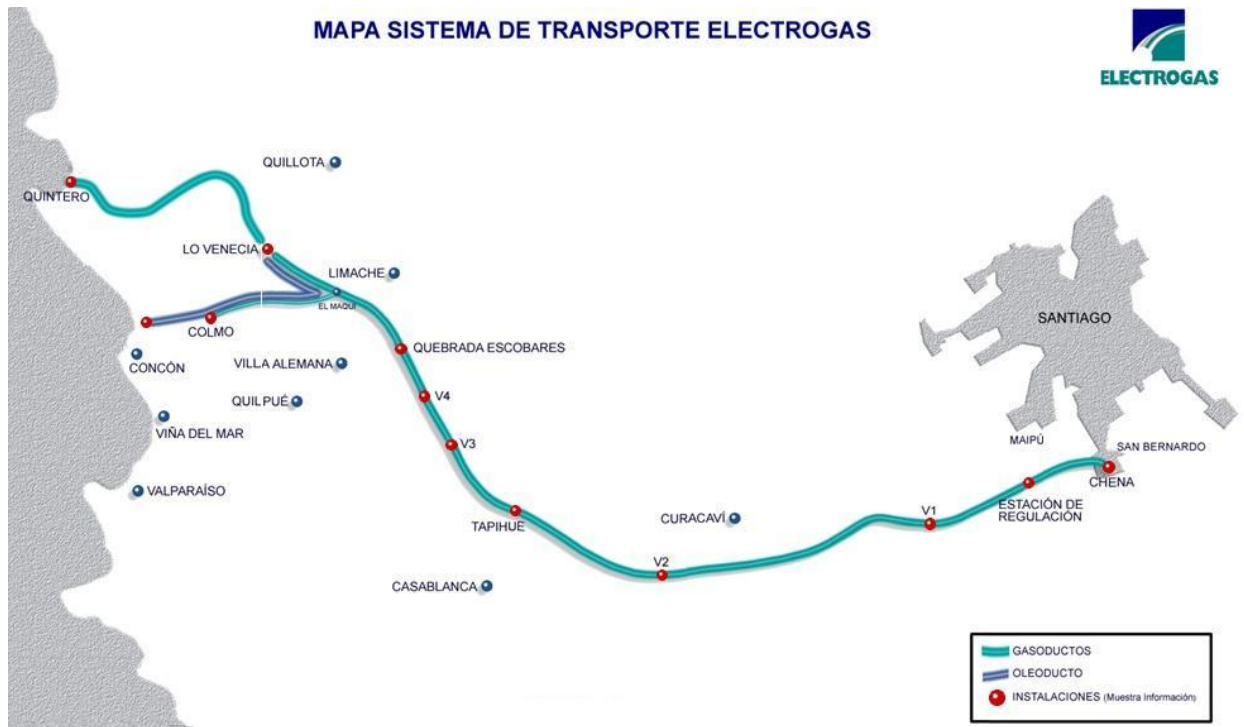 MAPA SISTEMA DE TRANSPORTE ELECTROGAS
ELECTROGAS
QUILLOTA
QUINTERO
LO VENECIA
LIMACHE
EL MAQUI
COLMO
SANTIAGO
CONCÓN
VILLA ALEMANA
QUEBRADA ESCOBARES
QUILPUÉ
V4
VIÑA DEL MAR
V3
MAIPÚ
SAN BERNARDO
CHENA
VALPARAÍSO
TAPIHUE
CURACAVÍ
V1
ESTACIÓN DE
REGULACIÓN
V2
CASABLANCA
GASODUCTOS
OLEODUCTO
INSTALACIONES (Muestra Información)